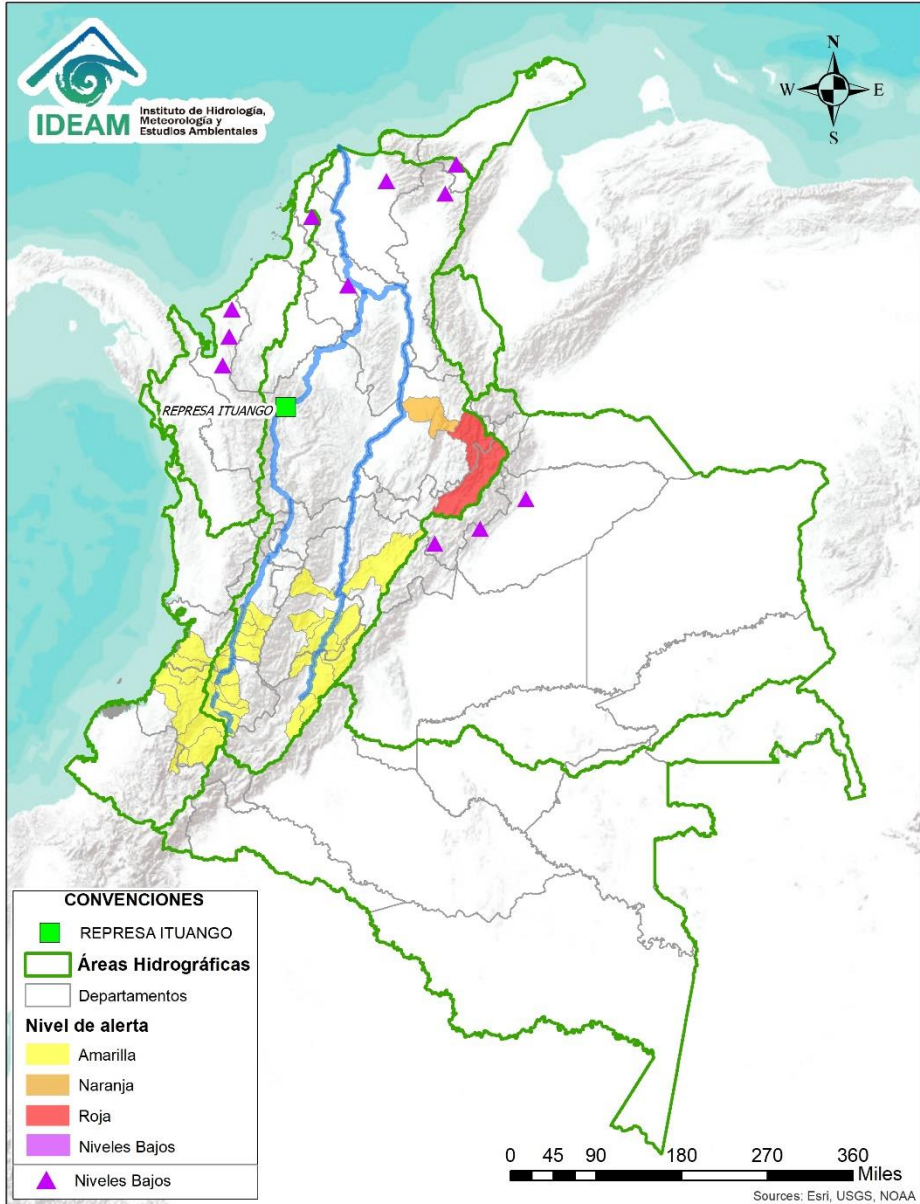 IDEAM
Instituto de Hidrología,
Meteorología y
Estudios Ambientales
N
W
E
S
REPRESA ITUANGO
CONVENCIONES
REPRESA ITUANGO
Áreas Hidrográficas
Departamentos
Nivel de alerta
Amarilla
Naranja
Roja
Niveles Bajos
Niveles Bajos
0 45 90 180 270 360
Miles
Sources: Esri, USGS, NOAA